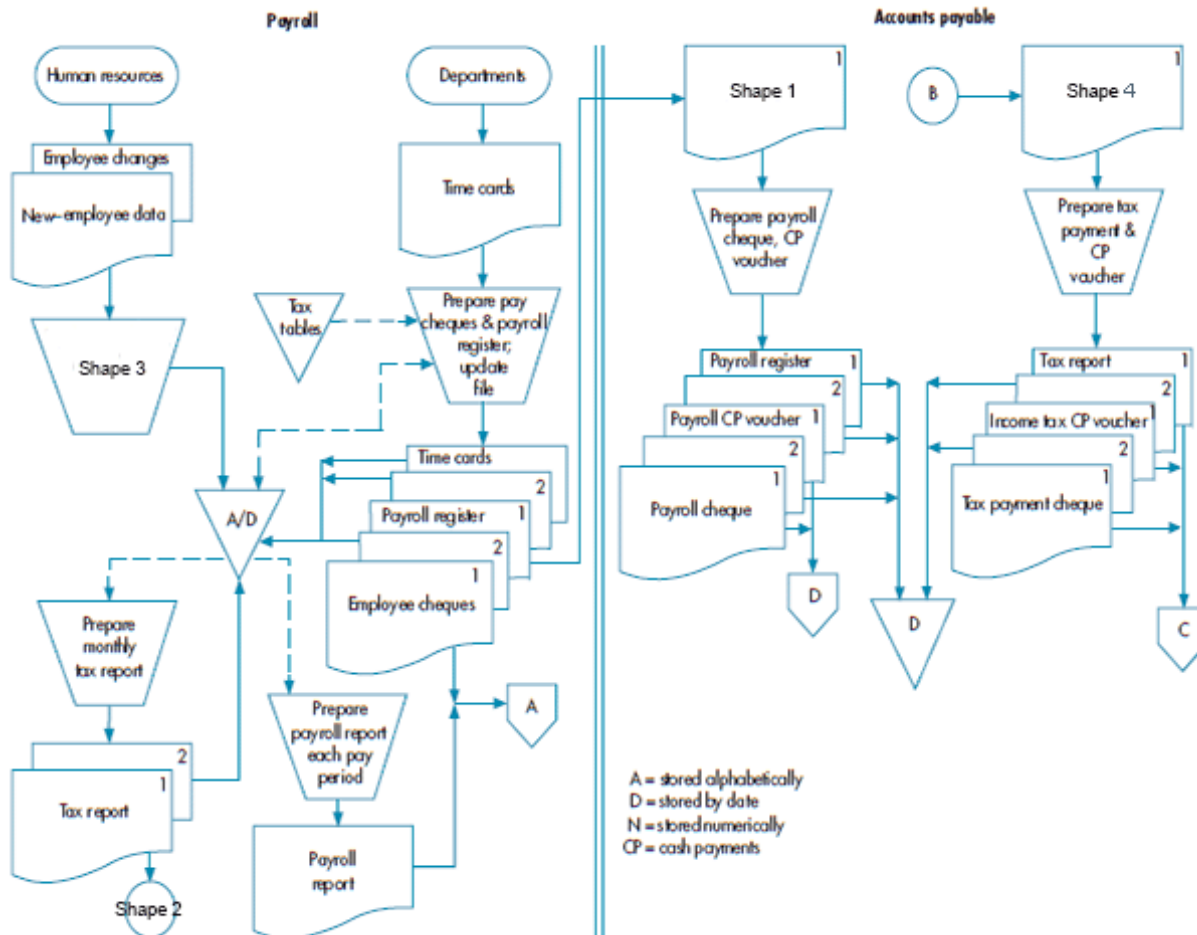 Payroll
Accounts payable
Human resources
Departments
Employee changes
New-employee data
Time cards
Shape 3
Tax
tables
Prepare pay
cheques & payroll
register;
update
file
A/D
Time cards
2
Payroll register
1
2
1
Employee cheques
Prepare
monthly
tax report
Prepare
payroll report
each pay
period
A
2
1
Tax report
Payroll
report
Shape 2
1
Shape 1
B
1
Shape 4
Prepare payroll
cheque, CP
voucher
Prepare tax
payment &
CP
voucher
Payroll register
1
2
Payroll CP voucher
1
2
1
Payroll cheque
D
D
Tax report
1
2
Income tax CP voucher
1
2
1
Tax payment cheque
C
A = stored alphabetically
D = stored by date
N = stored numerically
CP = cash payments